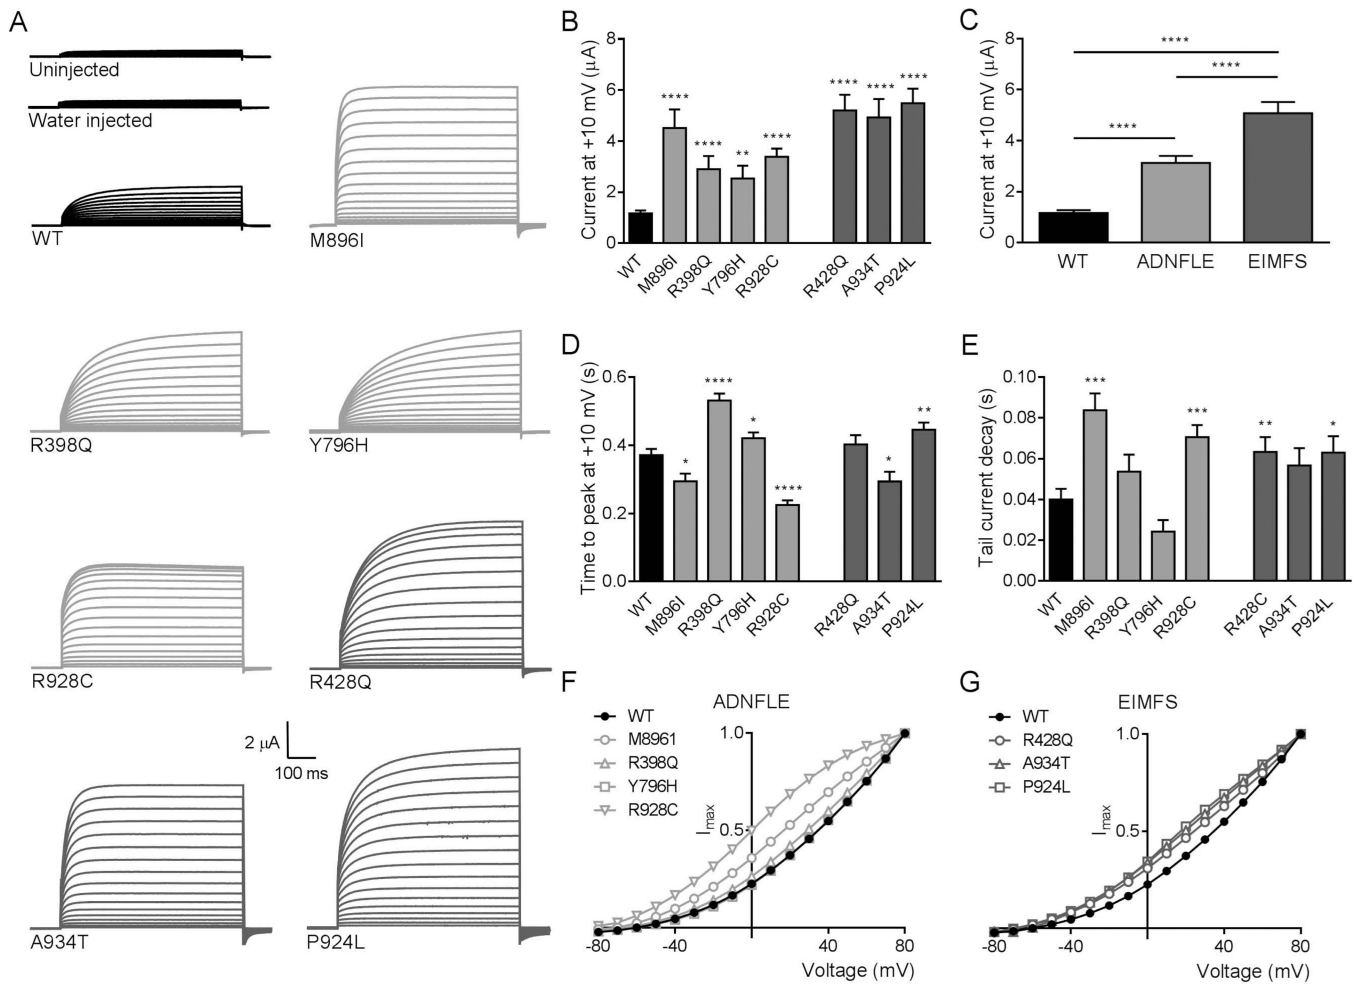 A
Uninjected
Water injected
WT
M896I
R398Q
Y796H
R928C
R428Q
2 μA
100 ms
A934T
P924L
B
Current at +10 mV (μA)
8
6
4
2
0
****
****
**
****
****
****
****
WT
M896I
R398Q
Y796H
R928C
R428Q
A934T
P924L
C
Current at +10 mV (μA)
8
6
4
2
0
****
****
****
WT
ADNFLE
EIMFS
D
Time to peak at +10 mV (s)
0.6
0.4
0.2
0.0
*
****
*
****
*
**
WT
M896I
R398Q
Y796H
R928C
R428Q
A934T
P924L
E
Tail current decay (s)
0.10
0.08
0.06
0.04
0.02
0.00
***
***
**
*
WT
M896I
R398Q
Y796H
R928C
R428C
A934T
P924L
F
ADNFLE
WT
M8961
R398Q
Y796H
R928C
1.0
0.5
Imax
-80
-40
40
80
Voltage (mV)
G
EIMFS
WT
R428Q
A934T
P924L
1.0
0.5
Imax
-80
-40
40
80
Voltage (mV)